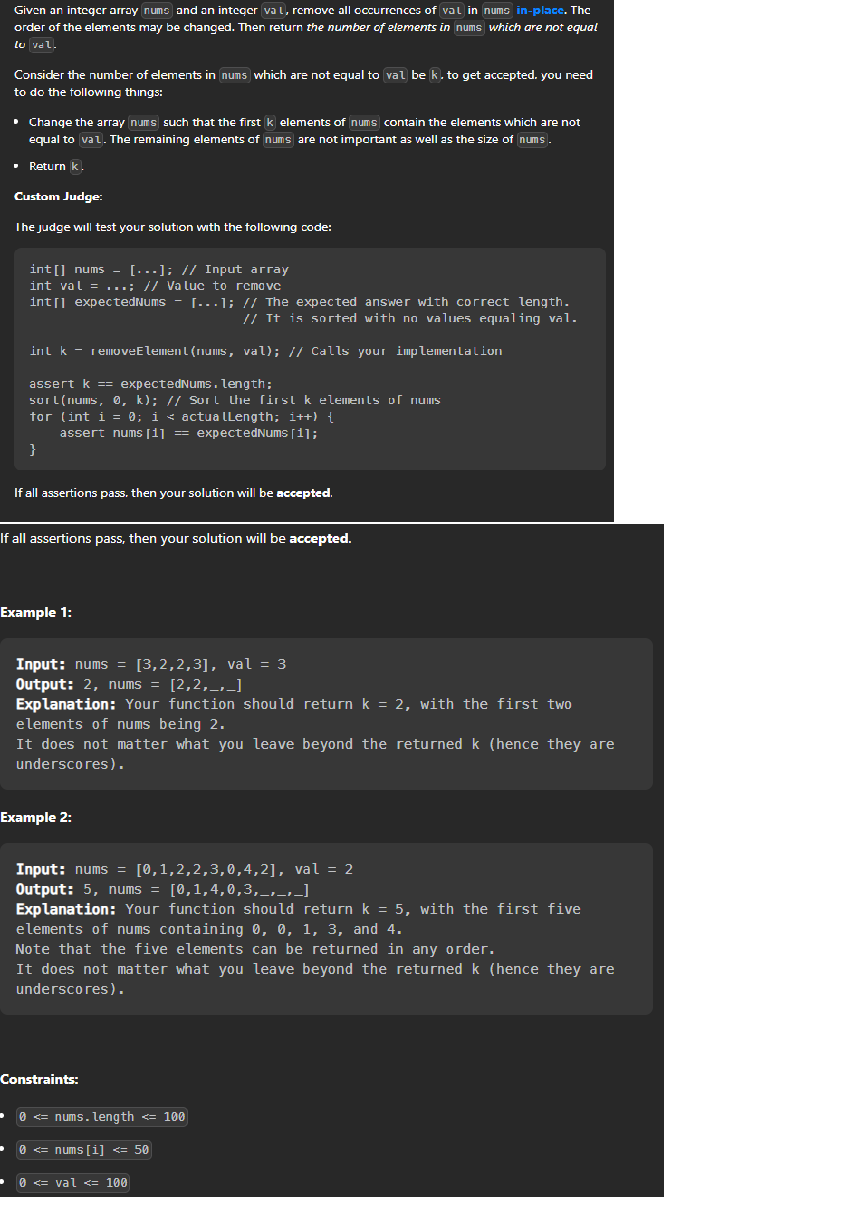 Given an integer array nums and an integer val, remove all occurrences of val in nums in-place. The
order of the elements may be changed. Then return the number of elements in nums which are not equal
to val.
Consider the number of elements in nums which are not equal to val be k, to get accepted, you need
to do the following things:
• Change the array nums such that the first k elements of nums contain the elements which are not
equal to val. The remaining elements of nums are not important as well as the size of nums.
• Return k.
Custom Judge:
The judge will test your solution with the following code:
int[] nums = [...]; // Input array
int val = ...; // Value to remove
int[] expectedNums = [...]; // The expected answer with correct length.
// It is sorted with no values equaling val.
int k = removeElement(nums, val); // Calls your implementation
assert k == expectedNums.length;
sort(nums, 0, k); // Sort the first k elements of nums
for (int i = 0; i < actualLength; i++) {
assert nums[i] == expectedNums[i];
}
If all assertions pass, then your solution will be accepted.
If all assertions pass, then your solution will be accepted.
Example 1:
Input: nums = [3,2,2,3], val = 3
Output: 2, nums = [2,2,_,_]
Explanation: Your function should return k = 2, with the first two
elements of nums being 2.
It does not matter what you leave beyond the returned k (hence they are
underscores).
Example 2:
Input: nums = [0,1,2,2,3,0,4,2], val = 2
Output: 5, nums = [0,1,4,0,3,_,_,_]
Explanation: Your function should return k = 5, with the first five
elements of nums containing 0, 0, 1, 3, and 4.
Note that the five elements can be returned in any order.
It does not matter what you leave beyond the returned k (hence they are
underscores).
Constraints:
• 0 <= nums.length <= 100
• 0 <= nums[i] <= 50
• 0 <= val <= 100